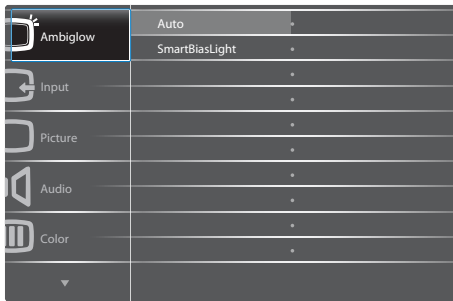 Ambiglow
Auto
SmartBiasLight
Input
Picture
Audio
Color